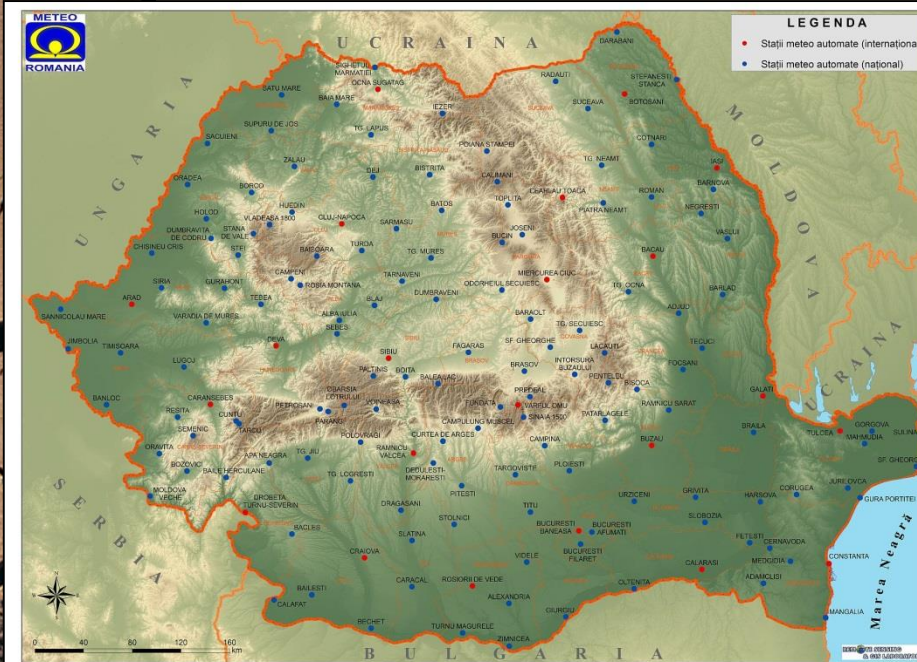 METEO
ROMANIA
LEGENDA
Stații meteo automate (internaționa
Stații meteo automate (național)
UCRAINA
UNGARIA
MOLDOVA
UCRAINA
SERBIA
BULGARIA
Marea Neagră
DARABANI
SIGHETUL
MARMATIEI
OCNA SUGATAG
RADAUTI
STEFANESTI
STANCA
SATU MARE
BAIA MARE
IEZER
SUCEAVA
BOTOSANI
SUPURU DE JOS
TG. LAPUS
COTNARI
SACUIENI
POIANA STAMPEI
ZALAU
DEJ
BISTRITA
CALIMANI
TG. NEAMT
IASI
ORADEA
BORCO
CEAHLAU TOACA
ROMAN
BARNOVA
HOLOD
HUEDIN
VLADEASA 1800
CLUJ-NAPOCA
BATOS
TOPLITA
PIATRA NEAMT
NEGRESTI
DUMBRAVITA
DE CODRU
STANA
DE VALE
SARMASU
JOSENI
BUCIN
VASLUI
CHISINEU CRIS
STEI
BAISOARA
TURDA
TG. MURES
BACAU
SIRIA
GURAHONT
CAMPENI
ROSIA MONTANA
TARNAVENI
ODORHEIUL SECUIESC
MIERCUREA CIUC
TG. OCNA
BARLAD
SANNICOLAU MARE
ARAD
TEBEA
BLAJ
DUMBRAVENI
ADJUD
VARADIA DE MURES
ALBA IULIA
SEBES
BARAOLT
TG. SECUIESC
JIMBOLIA
TIMISOARA
DEVA
SIBIU
FAGARAS
SF. GHEORGHE
LACAUTI
TECUCI
LUGOJ
PALTINIS
BOITA
BALEA LAC
BRASOV
INTORSURA
BUZAULUI
PENTELEU
BISOCA
FOCSANI
BANLOC
CARANSEBES
OBARSIA
LOTRULUI
PREDEAL
GALATI
RESITA
SEMENIC
CUNTU
TARCU
PETROSANI
PARANG
VOINEASA
FUNDATA
VARFUL OMU
SINAIA 1500
PATARLAGELE
RAMNICU SARAT
ORAVITA
POLOVRAGI
RAMNICU
VALCEA
CURTEA DE ARGES
CAMPULUNG MUSCEL
CAMPINA
BUZAU
BRAILA
TULCEA
GORGOVA
MAHMUDIA
SULINA
BOZOVIC
BAILE HERCULANE
APA NEAGRA
TG. JIU
TG. LOGRESTI
DEDULESTI-
MORARESTI
TARGOVISTE
PLOIESTI
SF. GHEOR
MOLDOVA
VECHE
DROBETA
TURNU-SEVERIN
PITESTI
URZICENI
GRIVITA
HARSOVA
CORUGEA
JURILOVCA
GURA PORTITEI
DRAGASANI
STOLNICI
TITU
BACLES
SLATINA
BUCURESTI
BANEASA
BUCURESTI
AFUMATI
BUCURESTI
FILARET
SLOBOZIA
FETESTI
CERNAVODA
MEDGIDIA
CONSTANTA
CRAIOVA
VIDELE
CALARASI
ADAMCLISI
BAILESTI
CARACAL
ROSIORII DE VEDE
OLTENITA
CALAFAT
ALEXANDRIA
GIURGIU
MANGALIA
BECHET
TURNU MAGURELE
ZIMNICEA
0 40 80 120 160 KM
REMOTE SENSING
& GIS LABORATO